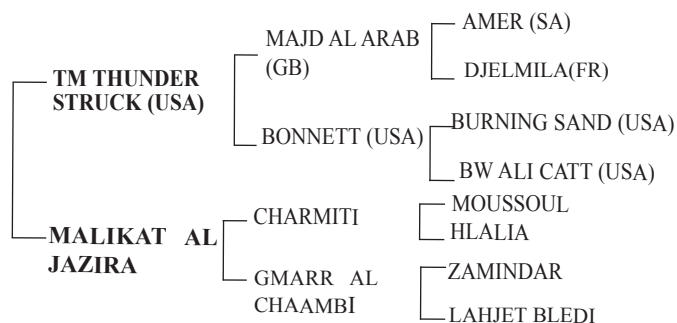 AMER (SA)
MAJD AL ARAB
(GB)
DJELMILA(FR)
TM THUNDER
STRUCK (USA)
BURNING SAND (USA)
BONNETT (USA)
BW ALI CATT (USA)
MOUSSOUL
CHARMITI
HLALIA
MALIKAT AL
JAZIRA
ZAMINDAR
GMARR AL
CHAAMBI
LAHJET BLEDI